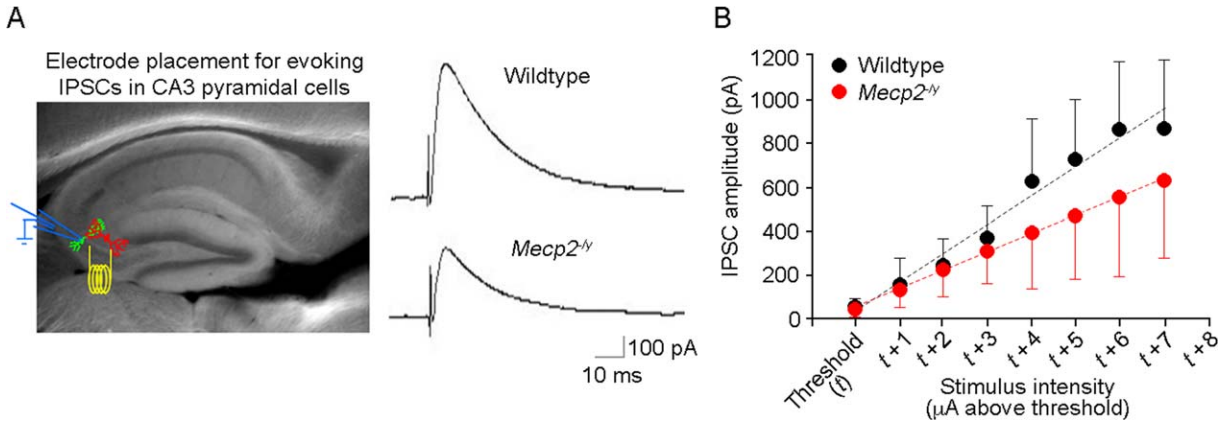 A
Electrode placement for evoking
IPSCs in CA3 pyramidal cells
Wildtype
Mecp2-/y
100 pA
10 ms
B
Wildtype
Mecp2-/y
IPSC amplitude (pA)
1200
1000
800
600
400
200
0
Threshold
(t)
t +1
t +2
t +3
t +4
t +5
t +6
t +7
t +8
Stimulus intensity
(µA above threshold)